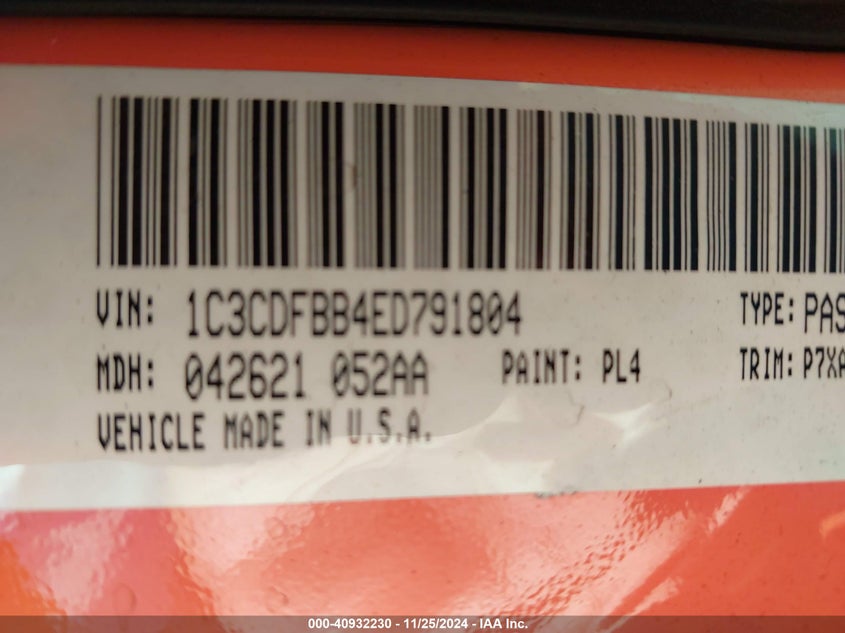 VIN: 1C3CDFBB4ED791804 TYPE: PAS
MDH: 042621 052AA PAINT: PL4 TRIM: P7XA
VEHICLE MADE IN U.S.A.
000-40932230 - 11/25/2024 - IAA Inc.